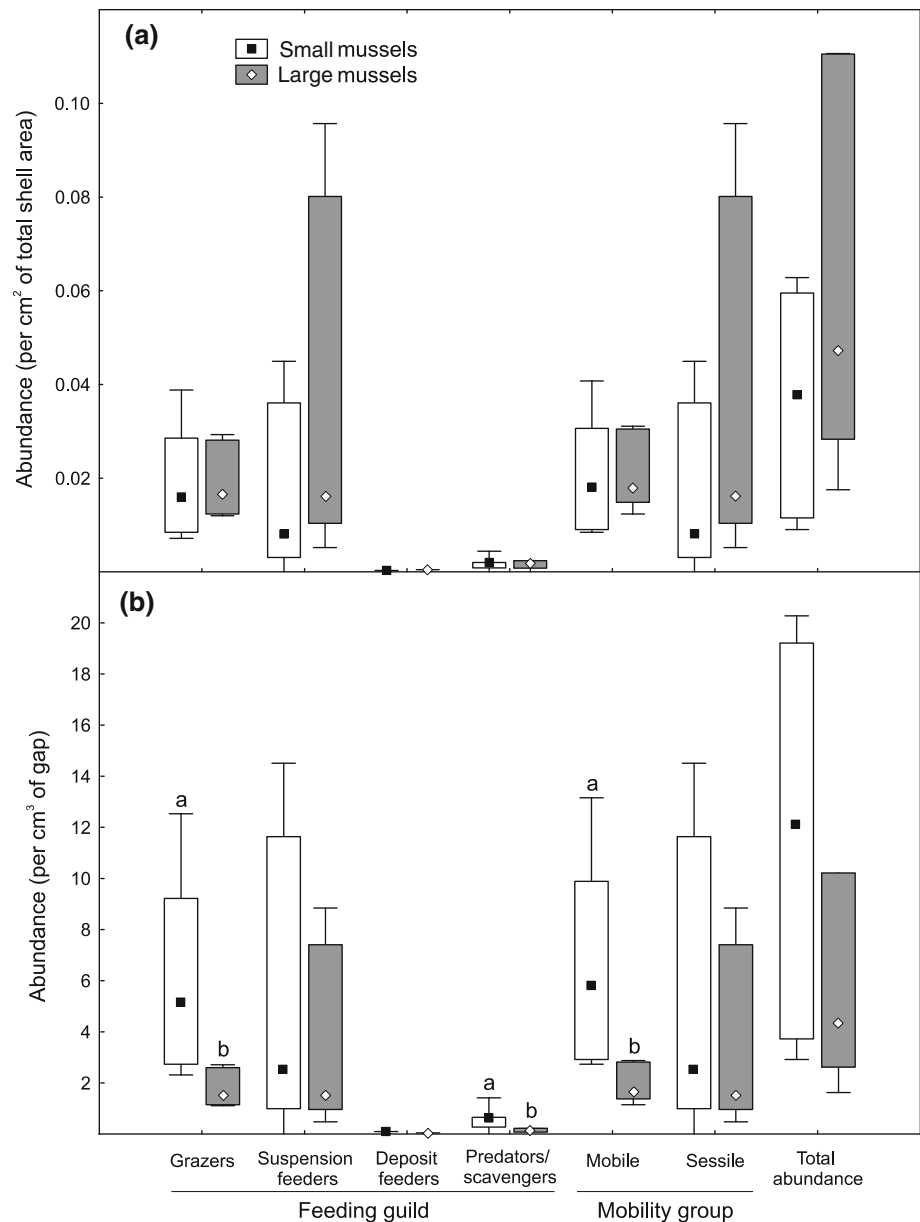 (a)
Small mussels
Large mussels
Abundance (per cm² of total shell area)
0.10
0.08
0.06
0.04
0.02
(b)
Abundance (per cm³ of gap)
20
18
16
14
12
10
8
6
4
2
a
b
a
b
a
b
Grazers
Suspension
feeders
Deposit
feeders
Predators/
scavengers
Mobile
Sessile
Total
abundance
Feeding guild
Mobility group